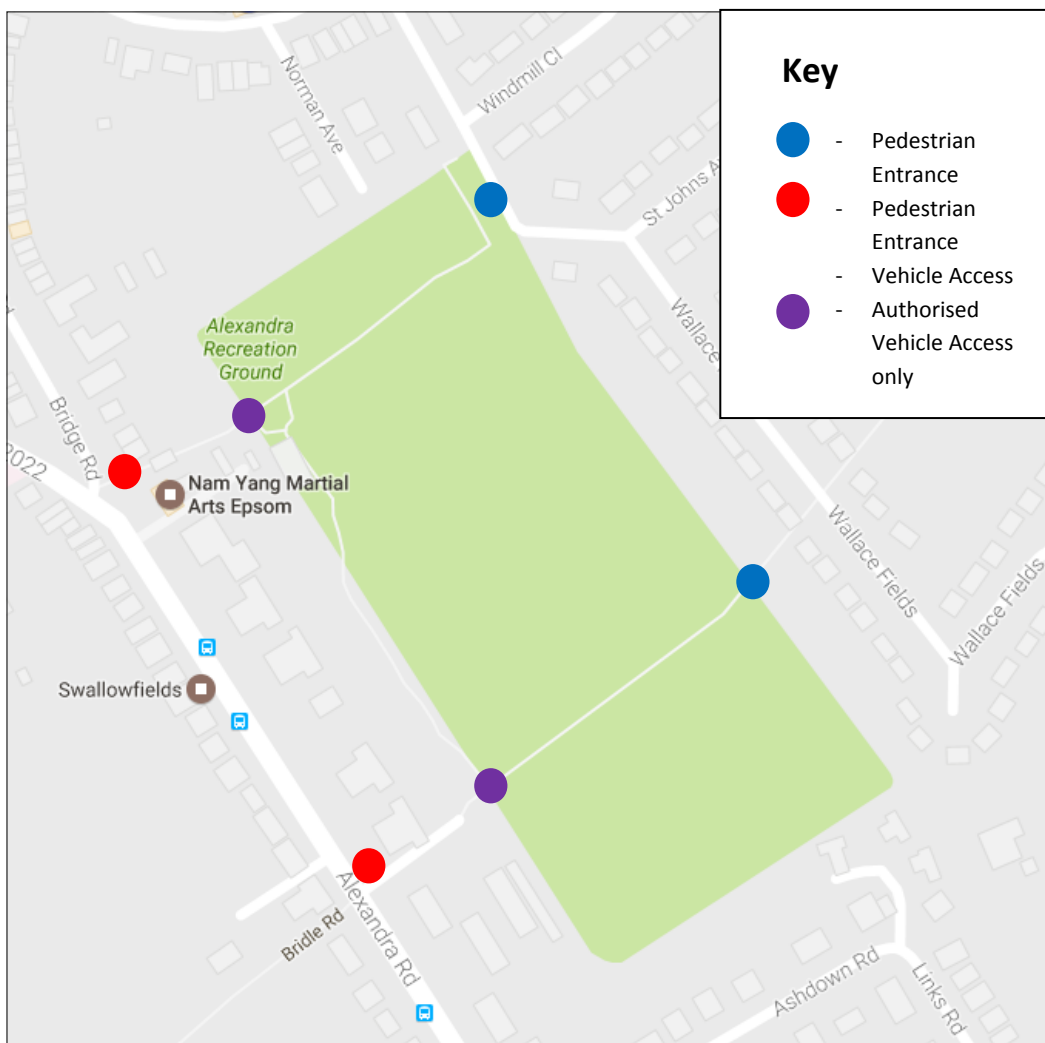 Key
- Pedestrian
Entrance
- Pedestrian
Entrance
- Vehicle Access
- Authorised
Vehicle Access
only
Norman Ave
Windmill Cl
St Johns A
Wallace
Alexandra
Recreation
Ground
Bridge Rd
2022
Nam Yang Martial
Arts Epsom
Wallace Fields
Wallace Fields
Swallowfields
Alexandra Rd
Bridle Rd
Ashdown Rd
Links Rd